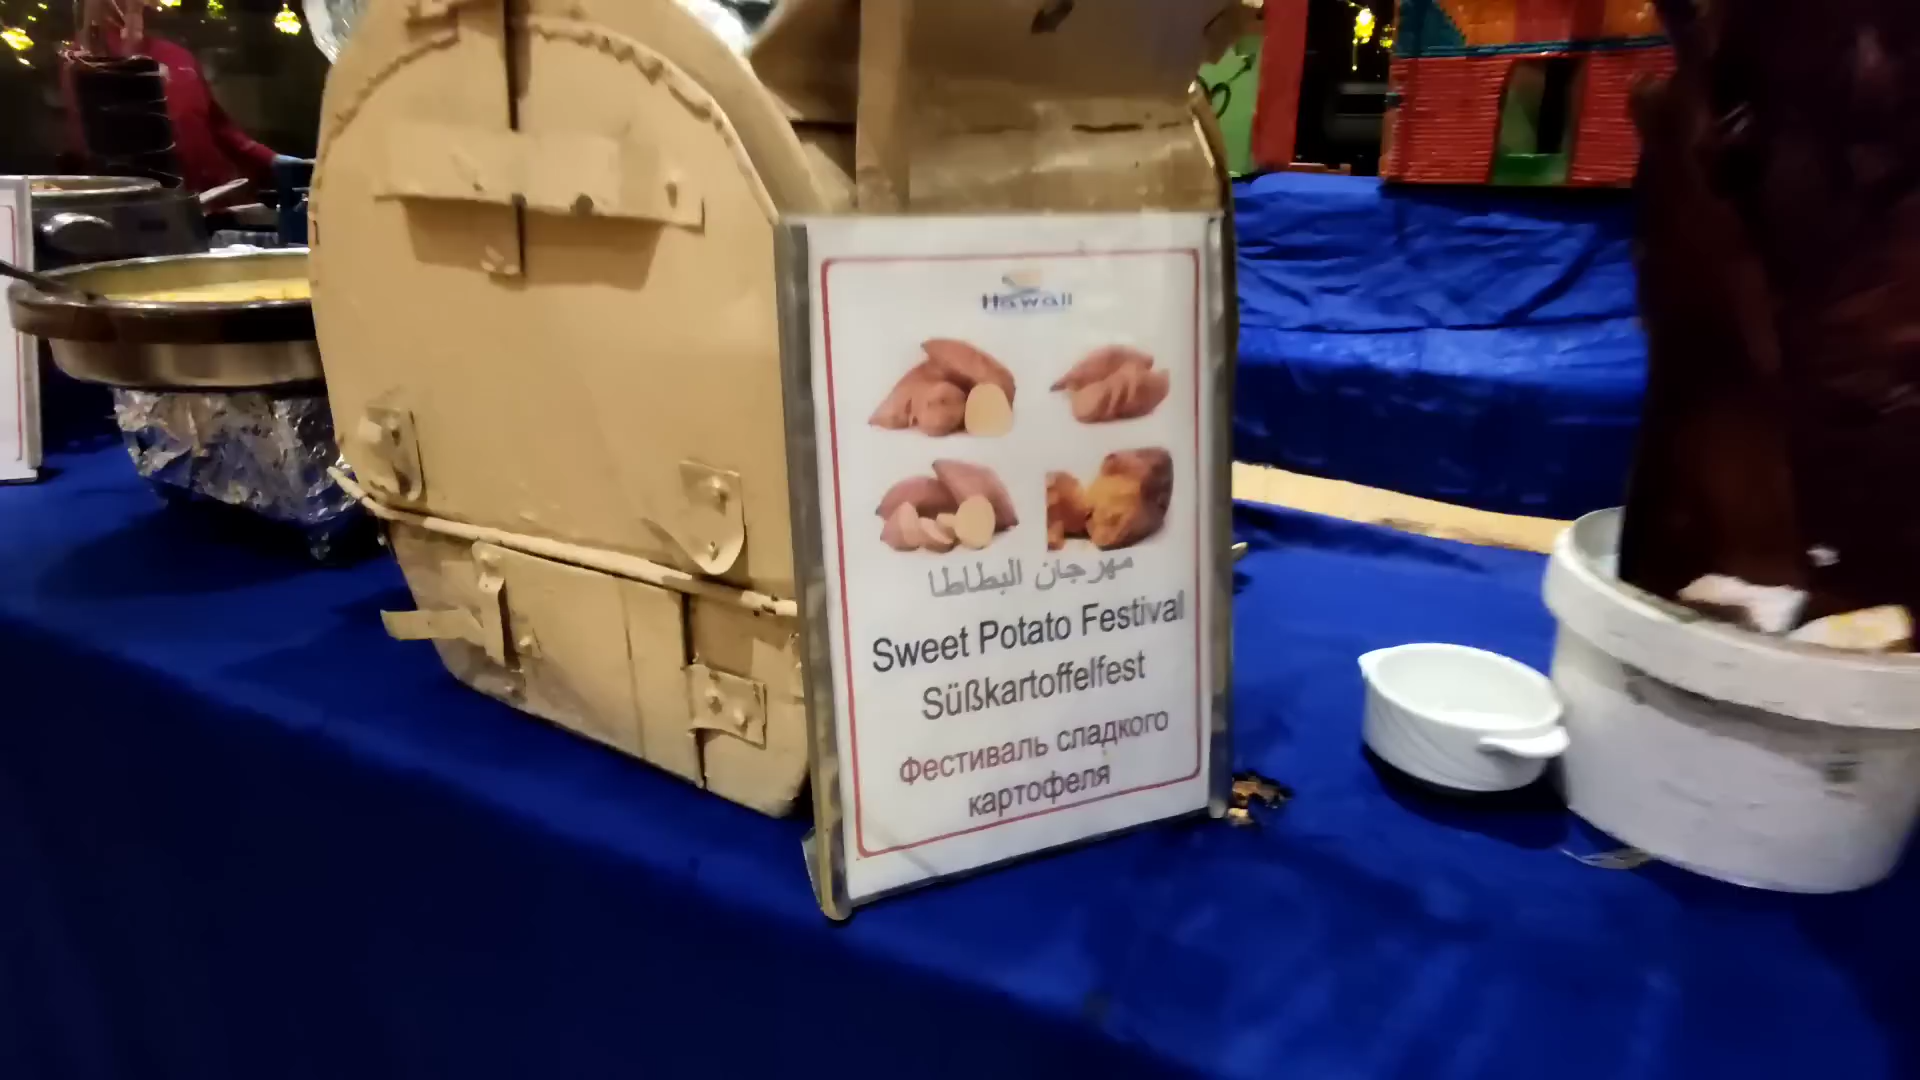 Hawaii
مهرجان البطاطا
Sweet Potato Festival
Süßkartoffelfest
Фестиваль сладкого
картофеля